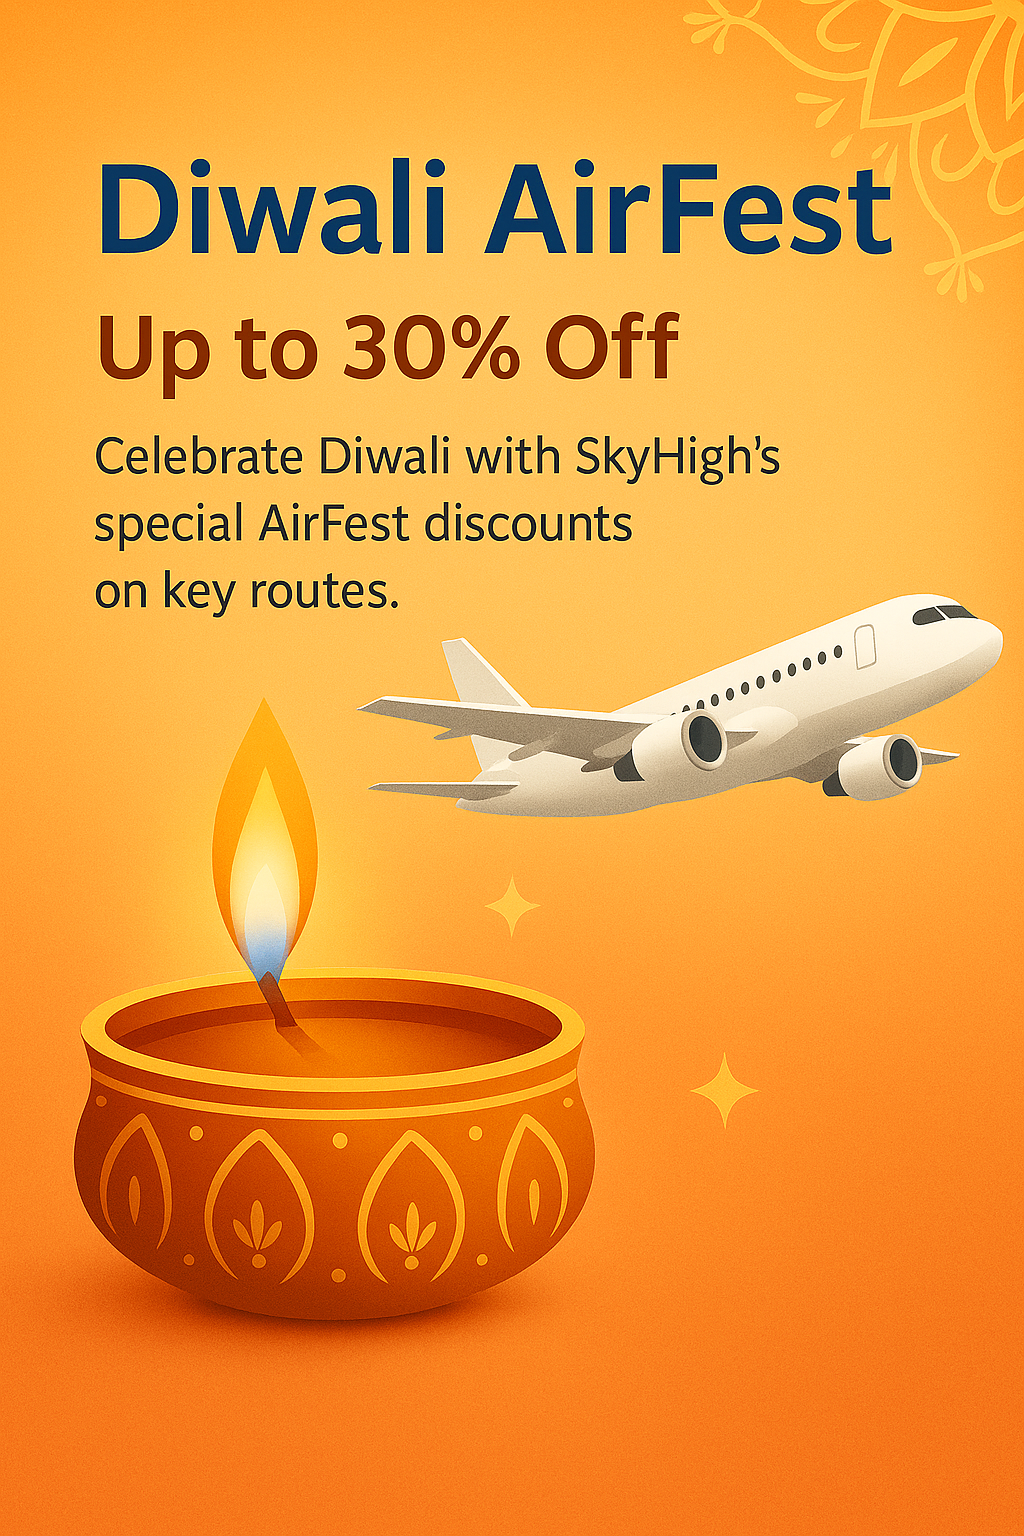 Diwali AirFest
Up to 30% Off
Celebrate Diwali with SkyHigh’s
special AirFest discounts
on key routes.